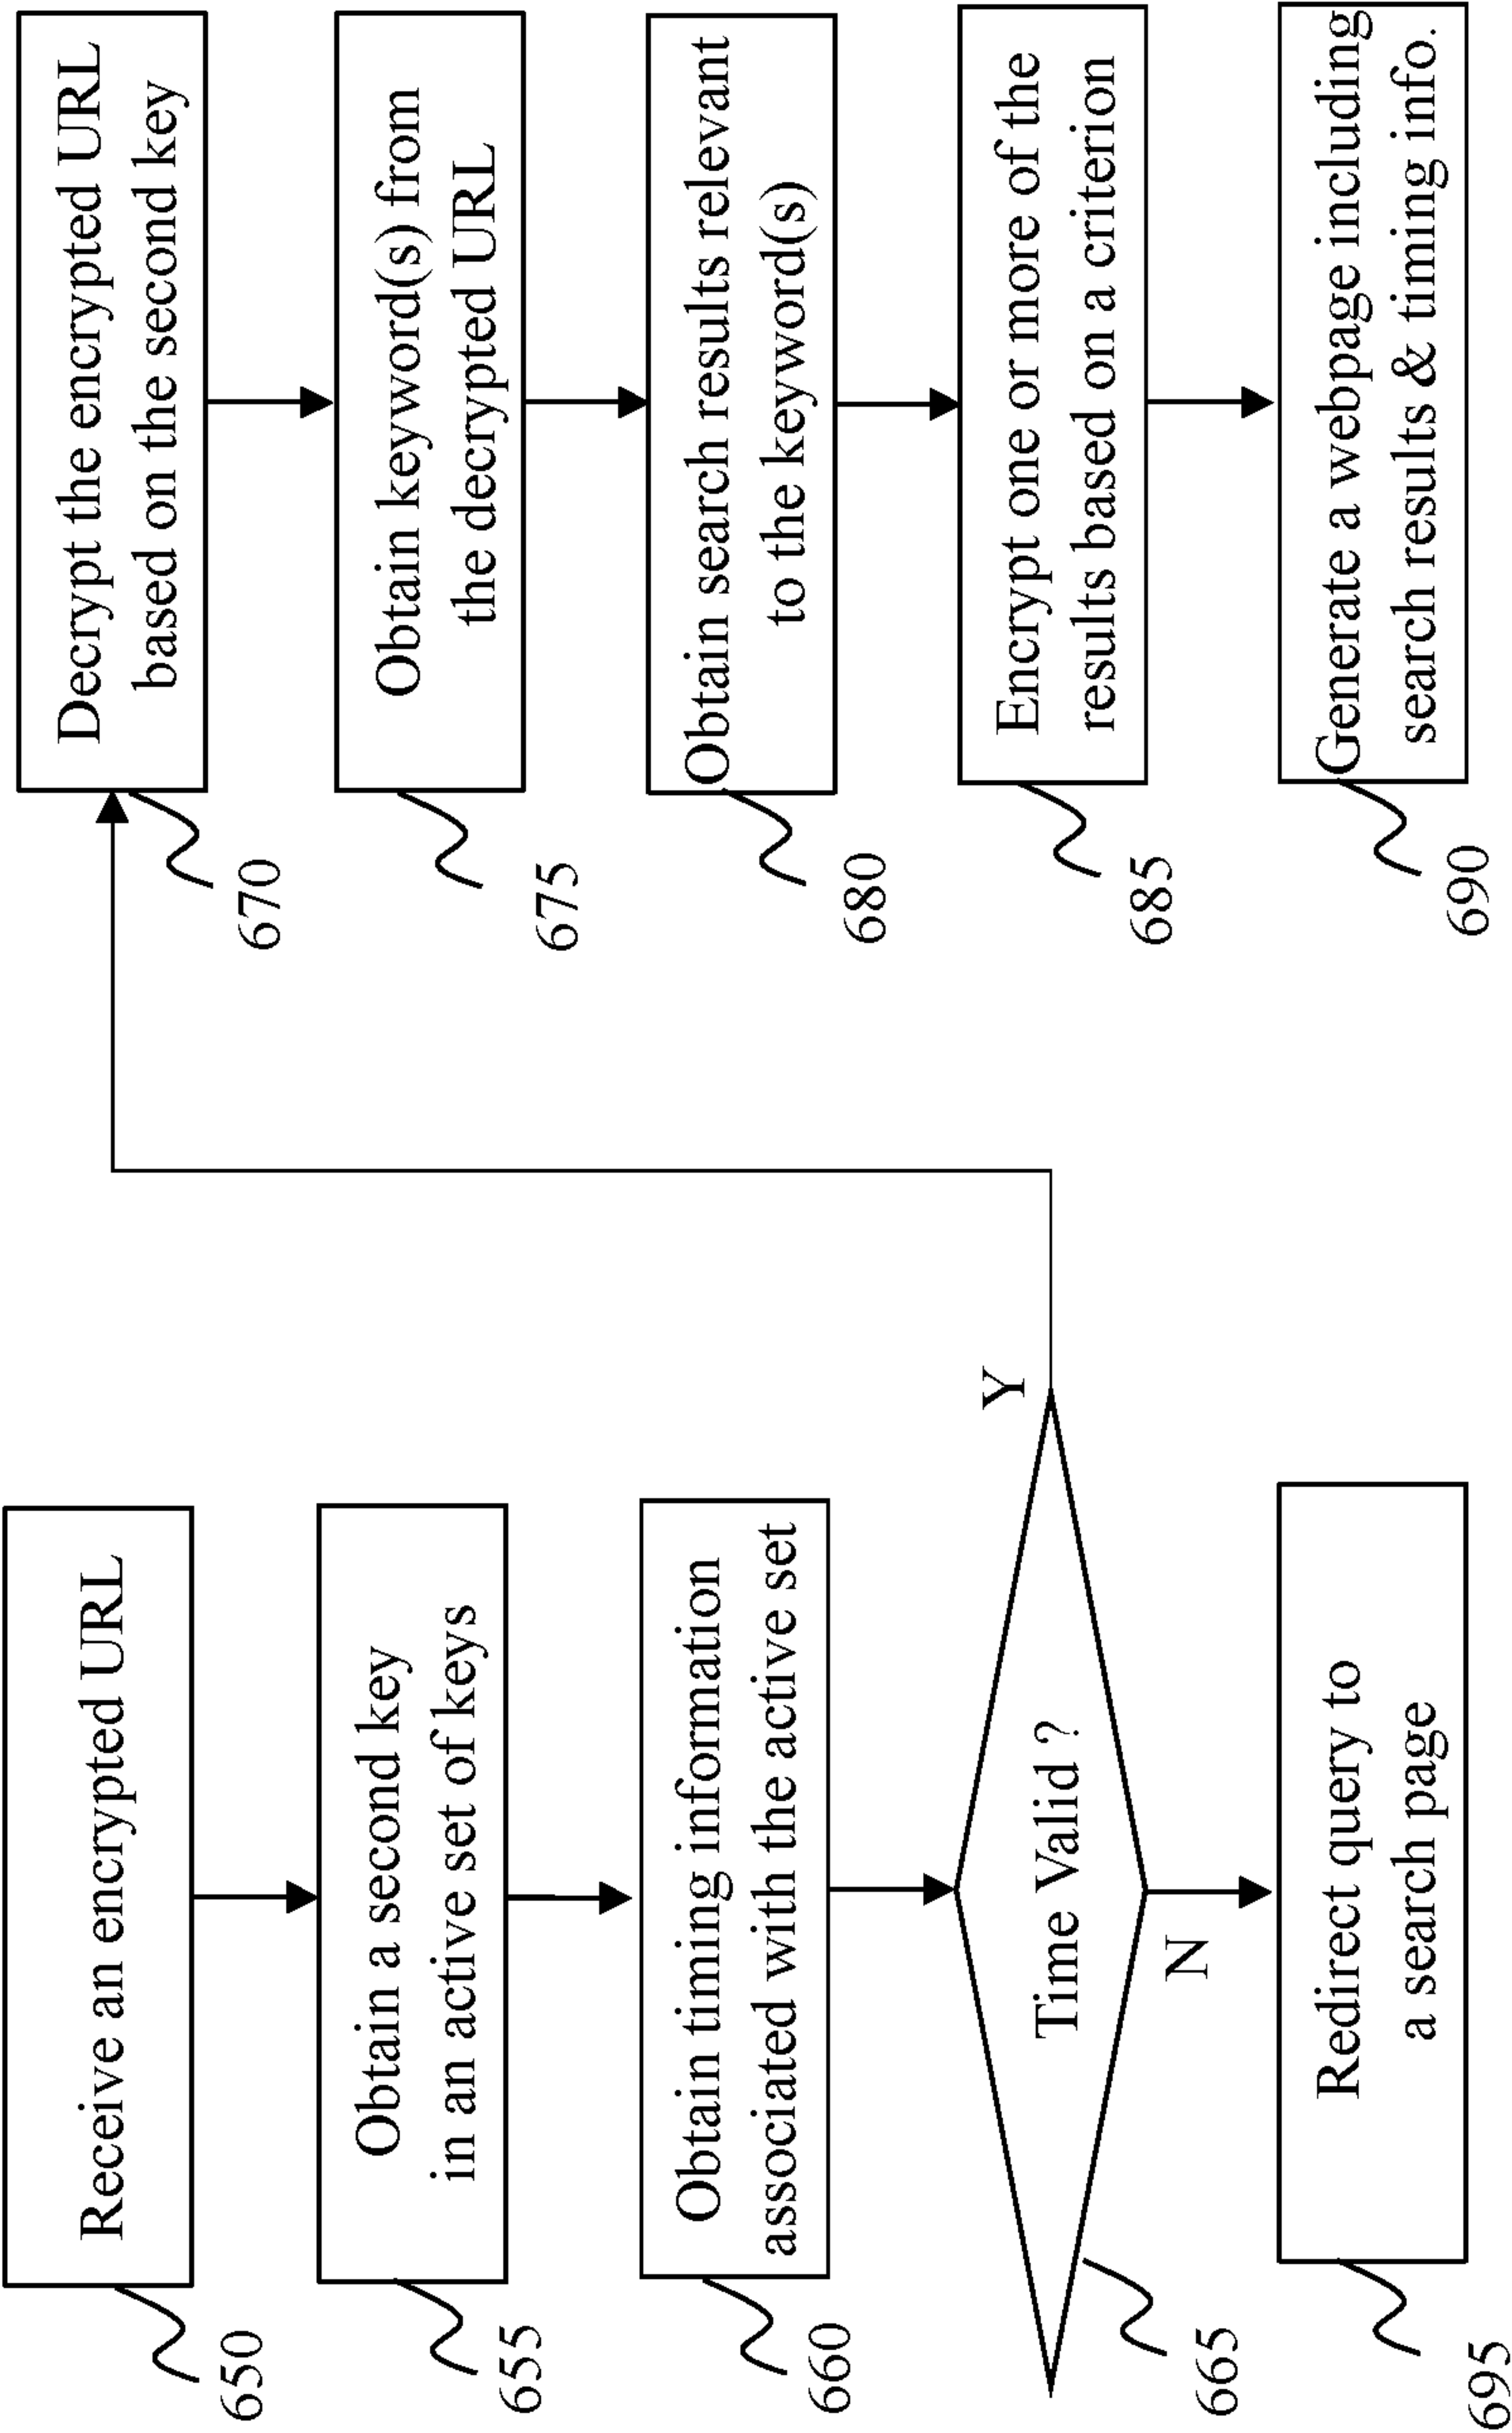 Receive an encrypted URL
650
Obtain a second key
in an active set of keys
655
Obtain timing information
associated with the active set
660
Time Valid ?
665
Y
N
Redirect query to
a search page
695
Decrypt the encrypted URL
based on the second key
670
Obtain keyword(s) from
the decrypted URL
675
Obtain search results relevant
to the keyword(s)
680
Encrypt one or more of the
results based on a criterion
685
Generate a webpage including
search results & timing info.
690